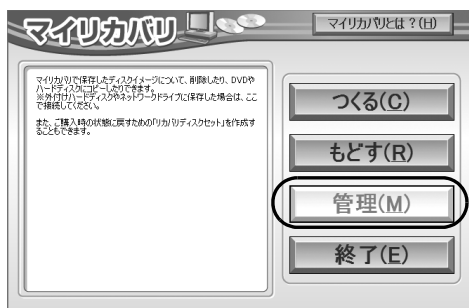 マイリカバリ
マイリカバリとは？(H)
マイリカバリで保存したディスクイメージについて、削除したり、DVDや
ハードディスクにコピーしたりできます。
※外付けハードディスクやネットワークドライブに保存した場合は、ここ
で接続してください。
また、ご購入時の状態に戻すための「リカバリディスクセット」を作成す
ることもできます。
つくる(C)
もどす(R)
管理(M)
終了(E)